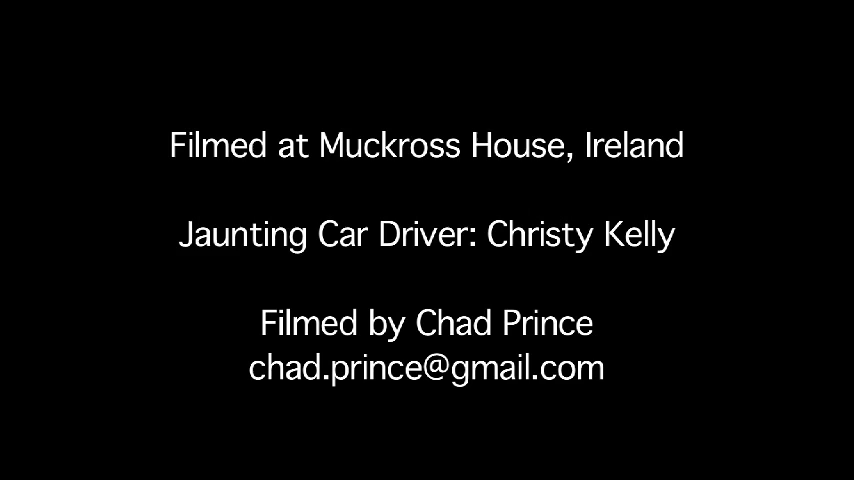 Filmed at Muckross House, Ireland
Jaunting Car Driver: Christy Kelly
Filmed by Chad Prince
chad.prince@gmail.com